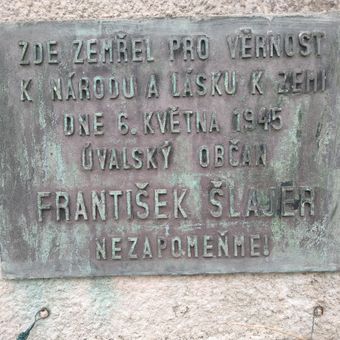 ZDE ZEMŘEL PRO VĚRNOST
K NÁRODU A LÁSKU K ZEMI
DNE 6. KVĚTNA 1945
ÚVALSKÝ OBČAN
FRANTIŠEK ŠLAJER
NEZAPOMEŇME!